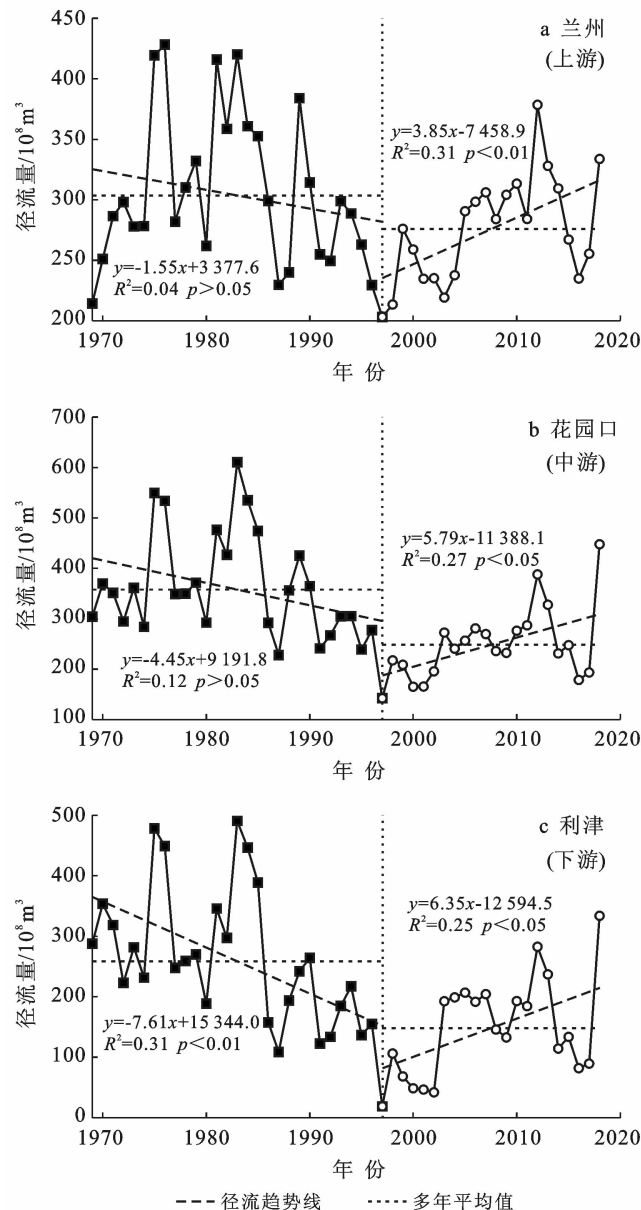 a 兰州
(上游)
450
400
350
300
250
200
径流量/10⁸m³
y=3.85x-7 458.9
R²=0.31 p<0.01
y=-1.55x+3 377.6
R²=0.04 p>0.05
1970 1980 1990 2000 2010 2020
年 份
b 花园口
(中游)
700
600
500
400
300
200
100
径流量/10⁸m³
y=5.79x-11 388.1
R²=0.27 p<0.05
y=-4.45x+9 191.8
R²=0.12 p>0.05
1970 1980 1990 2000 2010 2020
年 份
c 利津
(下游)
500
400
300
200
100
0
径流量/10⁸m³
y=6.35x-12 594.5
R²=0.25 p<0.05
y=-7.61x+15 344.0
R²=0.31 p<0.01
1970 1980 1990 2000 2010 2020
年 份
径流趋势线 多年平均值